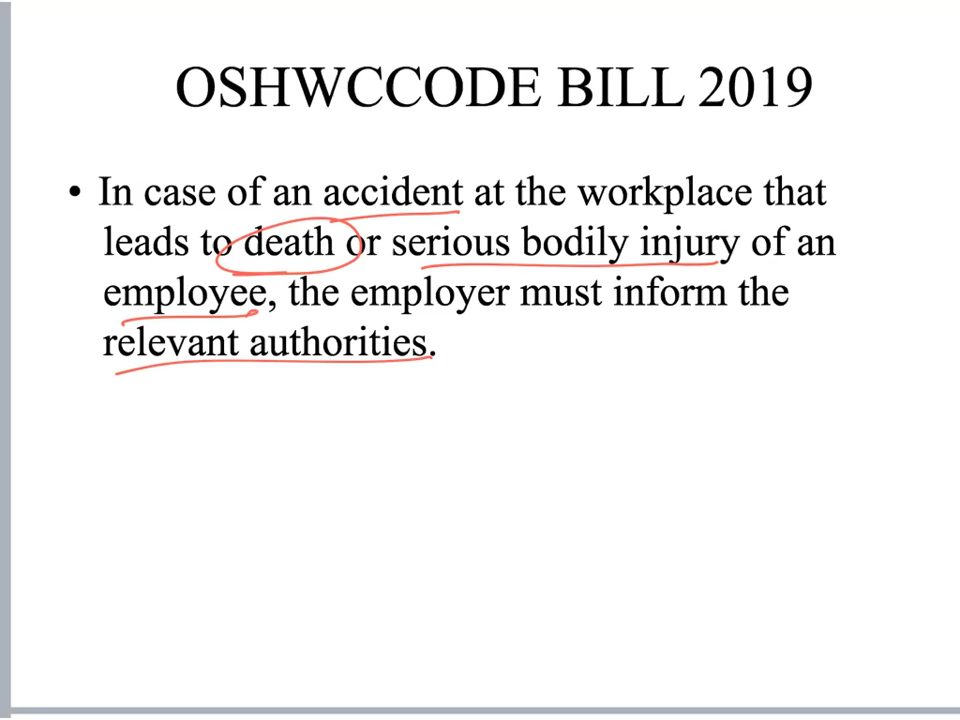 OSHWCCODE BILL 2019
• In case of an accident at the workplace that
leads to death or serious bodily injury of an
employee, the employer must inform the
relevant authorities.